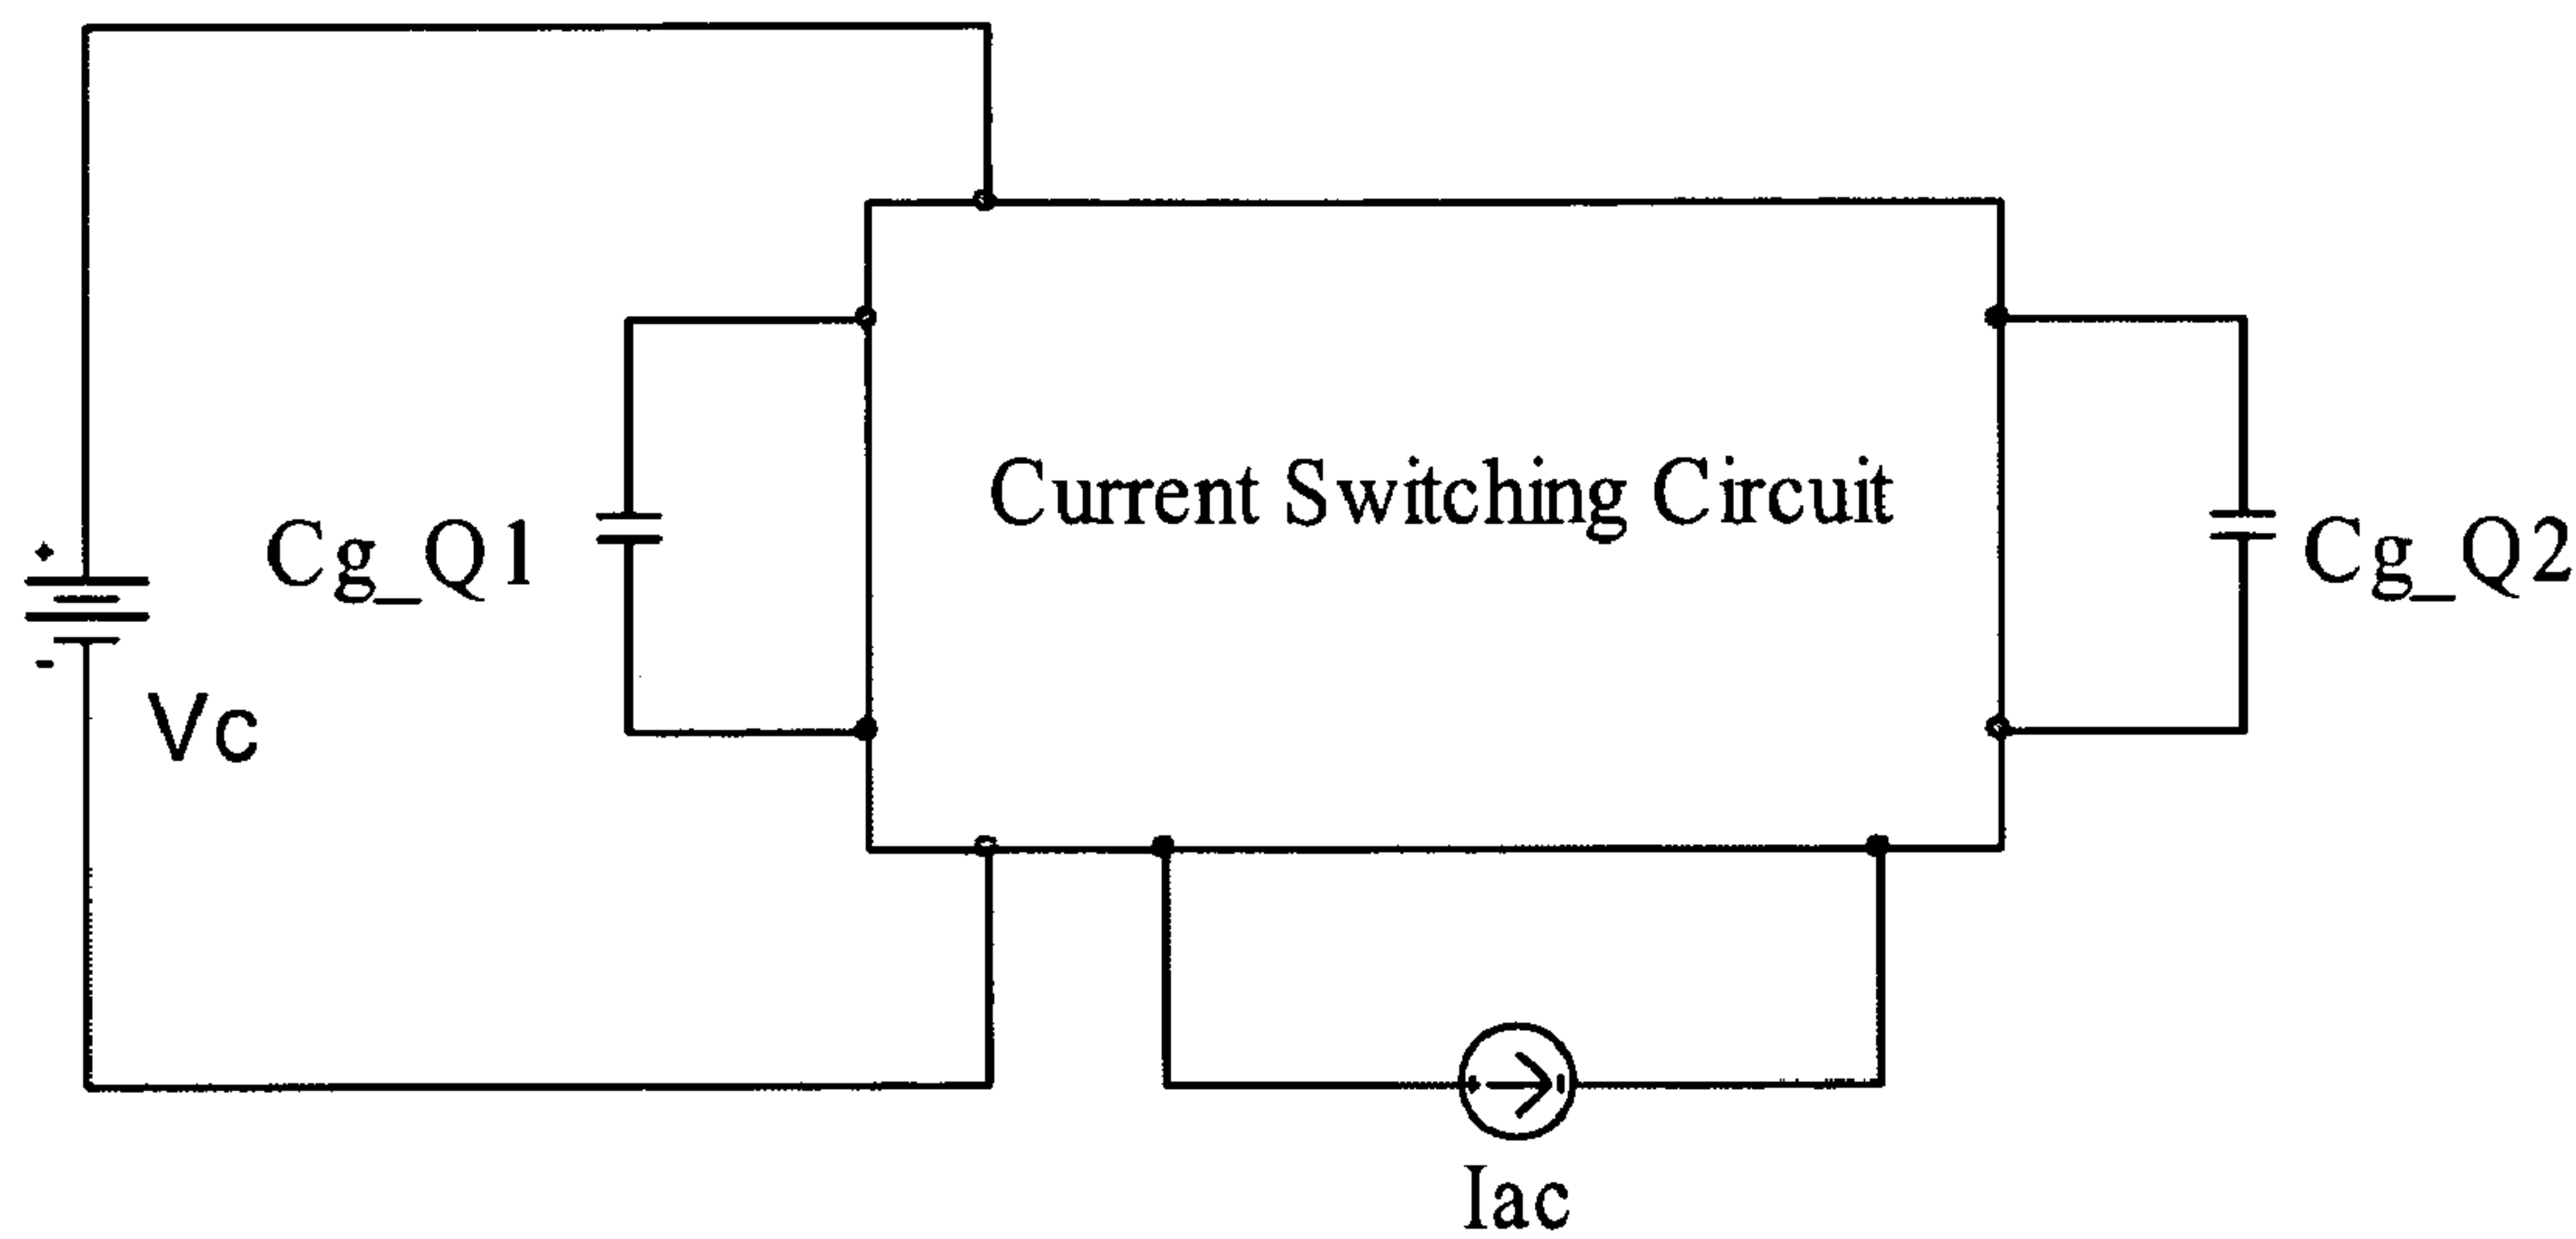 Current Switching Circuit
+
Cg_Q1
Cg_Q2
-
Vc
Iac